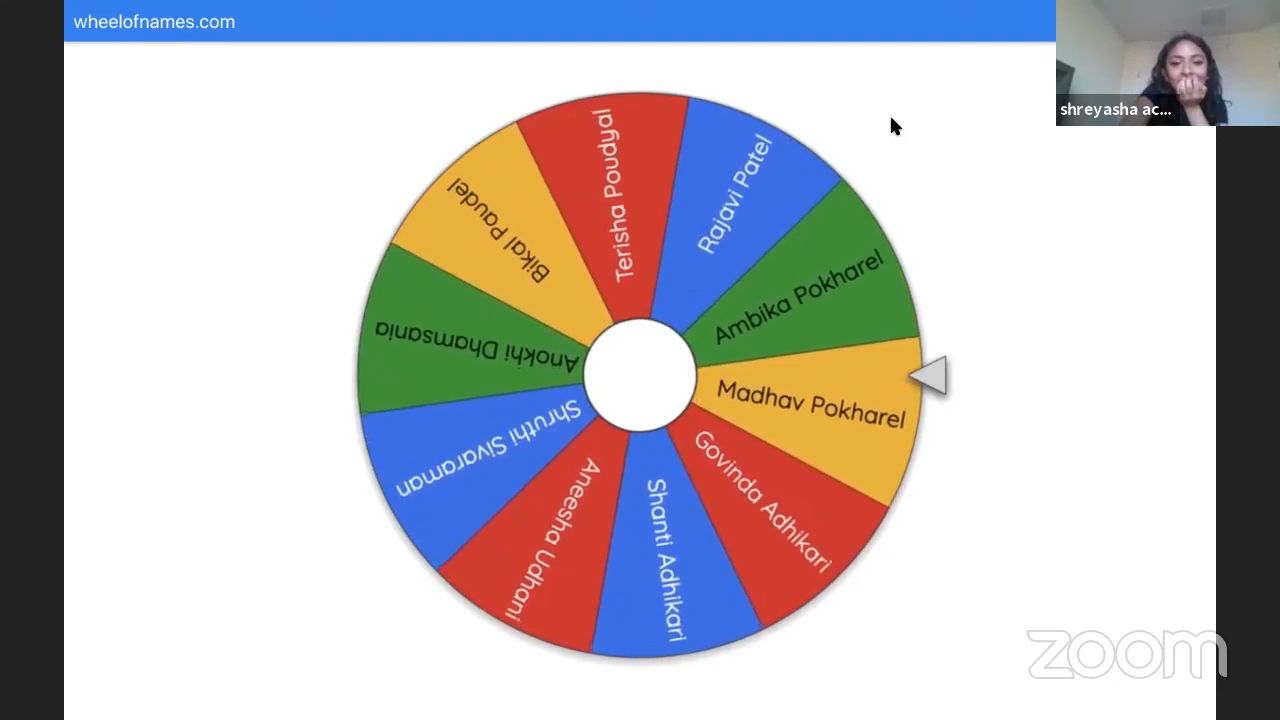 wheelofnames.com
shreyasha ac...
Terisha Poudyal
Rajavi Patel
Ambika Pokharel
Madhav Pokharel
Govinda Adhikari
Shanti Adhikari
Aneesha Udhani
Shruthi Sivaraman
Anokhi Dhamsania
Bikal Paudel
zoom